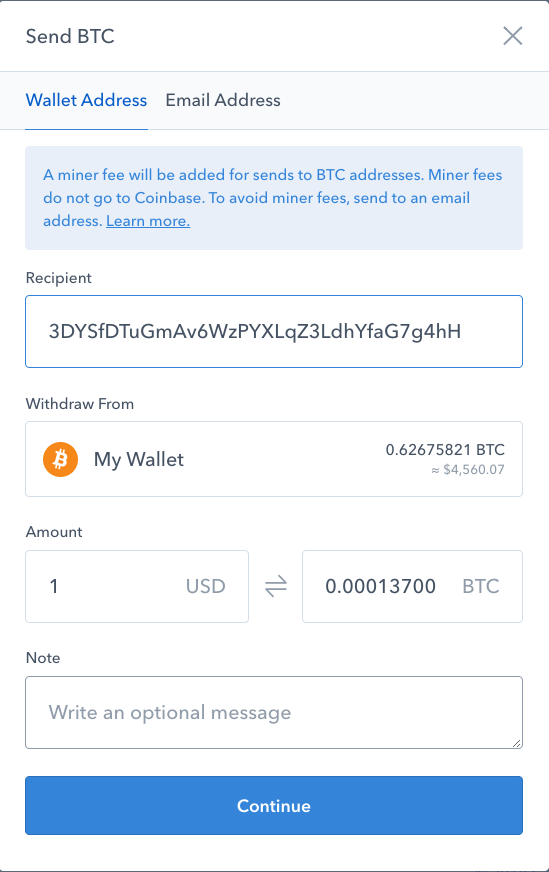 Send BTC
Wallet Address Email Address
A miner fee will be added for sends to BTC addresses. Miner fees
do not go to Coinbase. To avoid miner fees, send to an email
address. Learn more.
Recipient
3DYSfDTuGmAv6WzPYXLqZ3LdhYfaG7g4hH
Withdraw From
My Wallet 0.62675821 BTC
≈ $4,560.07
Amount
1 USD 0.00013700 BTC
Note
Write an optional message
Continue